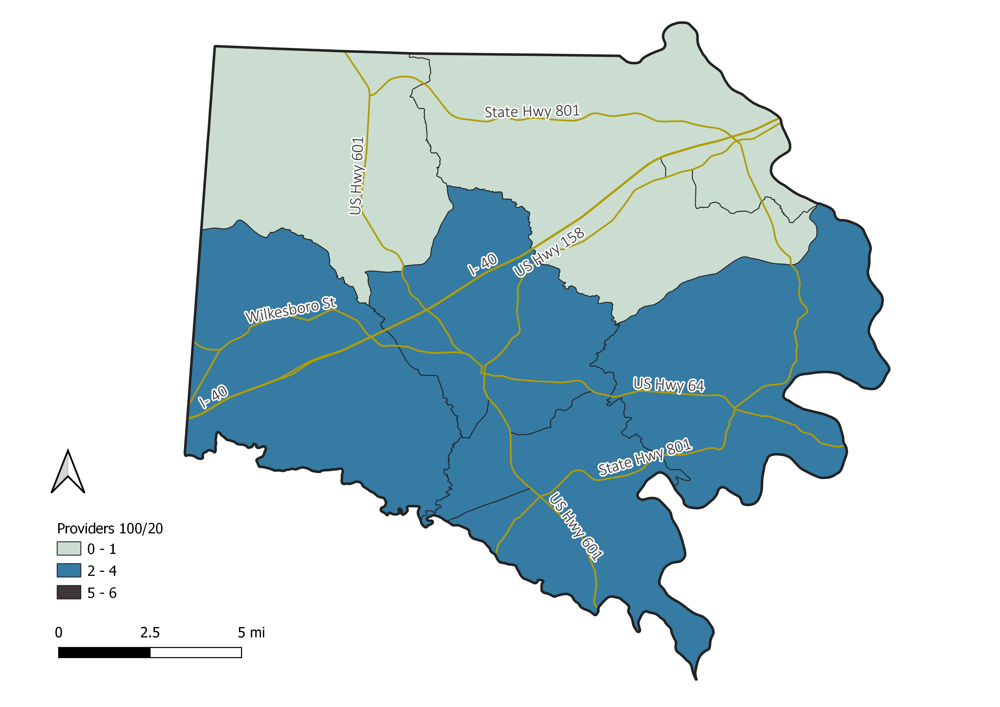 State Hwy 801
US Hwy 601
US Hwy 158
I- 40
Wilkesboro St
I- 40
US Hwy 64
State Hwy 801
US Hwy 601
Providers 100/20
0 - 1
2 - 4
5 - 6
0 2.5 5 mi